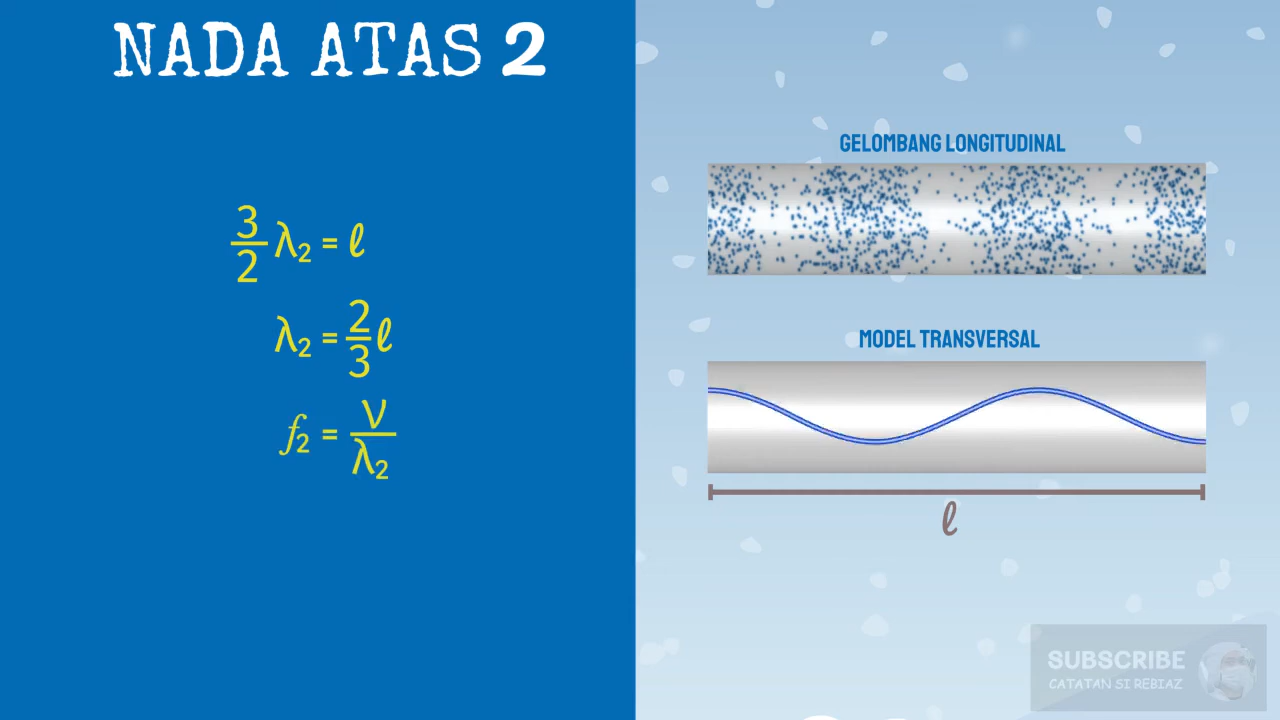 NADA ATAS 2
3/2 λ₂ = ℓ
λ₂ = 2/3 ℓ
f₂ = v/λ₂
GELOMBANG LONGITUDINAL
MODEL TRANSVERSAL
ℓ
SUBSCRIBE
CATATAN SI REBIAZ